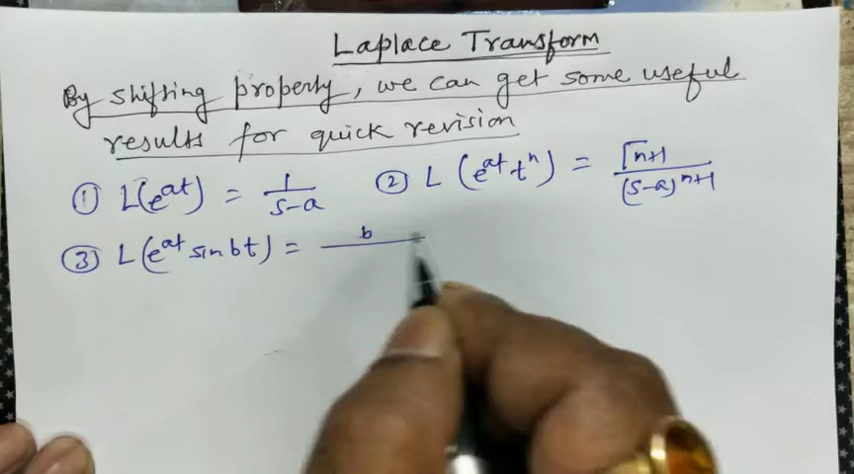 Laplace Transform
By shifting property, we can get some useful
results for quick revision
① L(e^at) = 1/(s-a) ② L(e^at t^n) = Γn+1/(s-a)^n+1
③ L(e^at sin bt) = b/